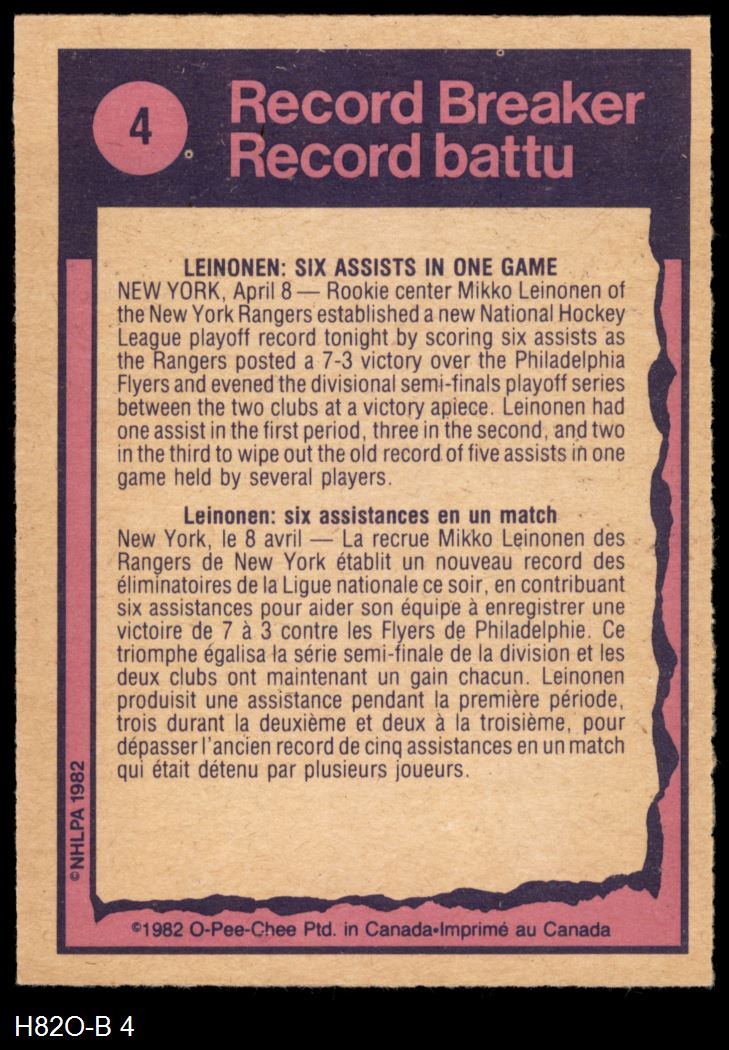 4
Record Breaker
Record battu
LEINONEN: SIX ASSISTS IN ONE GAME
NEW YORK, April 8 — Rookie center Mikko Leinonen of
the New York Rangers established a new National Hockey
League playoff record tonight by scoring six assists as
the Rangers posted a 7-3 victory over the Philadelphia
Flyers and evened the divisional semi-finals playoff series
between the two clubs at a victory apiece. Leinonen had
one assist in the first period, three in the second, and two
in the third to wipe out the old record of five assists in one
game held by several players.
Leinonen: six assistances en un match
New York, le 8 avril — La recrue Mikko Leinonen des
Rangers de New York établit un nouveau record des
éliminatoires de la Ligue nationale ce soir, en contribuant
six assistances pour aider son équipe à enregistrer une
victoire de 7 à 3 contre les Flyers de Philadelphie. Ce
triomphe égalisa la série semi-finale de la division et les
deux clubs ont maintenant un gain chacun. Leinonen
produisit une assistance pendant la première période,
trois durant la deuxième et deux à la troisième, pour
dépasser l'ancien record de cinq assistances en un match
qui était détenu par plusieurs joueurs.
©NHLPA 1982
©1982 O-Pee-Chee Ptd. in Canada•Imprimé au Canada
H82O-B 4